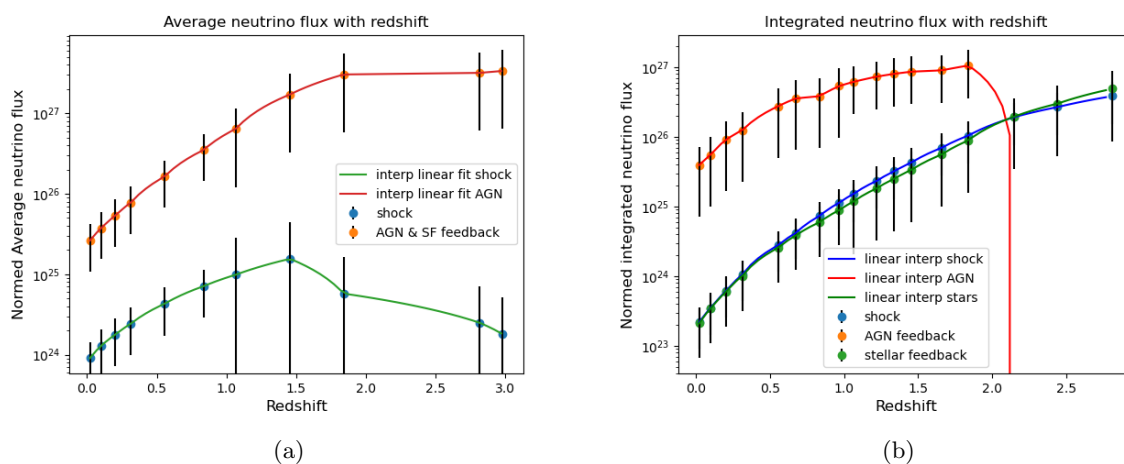 Average neutrino flux with redshift
Normed Average neutrino flux
10^27
10^26
10^25
10^24
interp linear fit shock
interp linear fit AGN
shock
AGN & SF feedback
0.0 0.5 1.0 1.5 2.0 2.5 3.0
Redshift
(a)
Integrated neutrino flux with redshift
Normed integrated neutrino flux
10^27
10^26
10^25
10^24
10^23
linear interp shock
linear interp AGN
linear interp stars
shock
AGN feedback
stellar feedback
0.0 0.5 1.0 1.5 2.0 2.5
Redshift
(b)